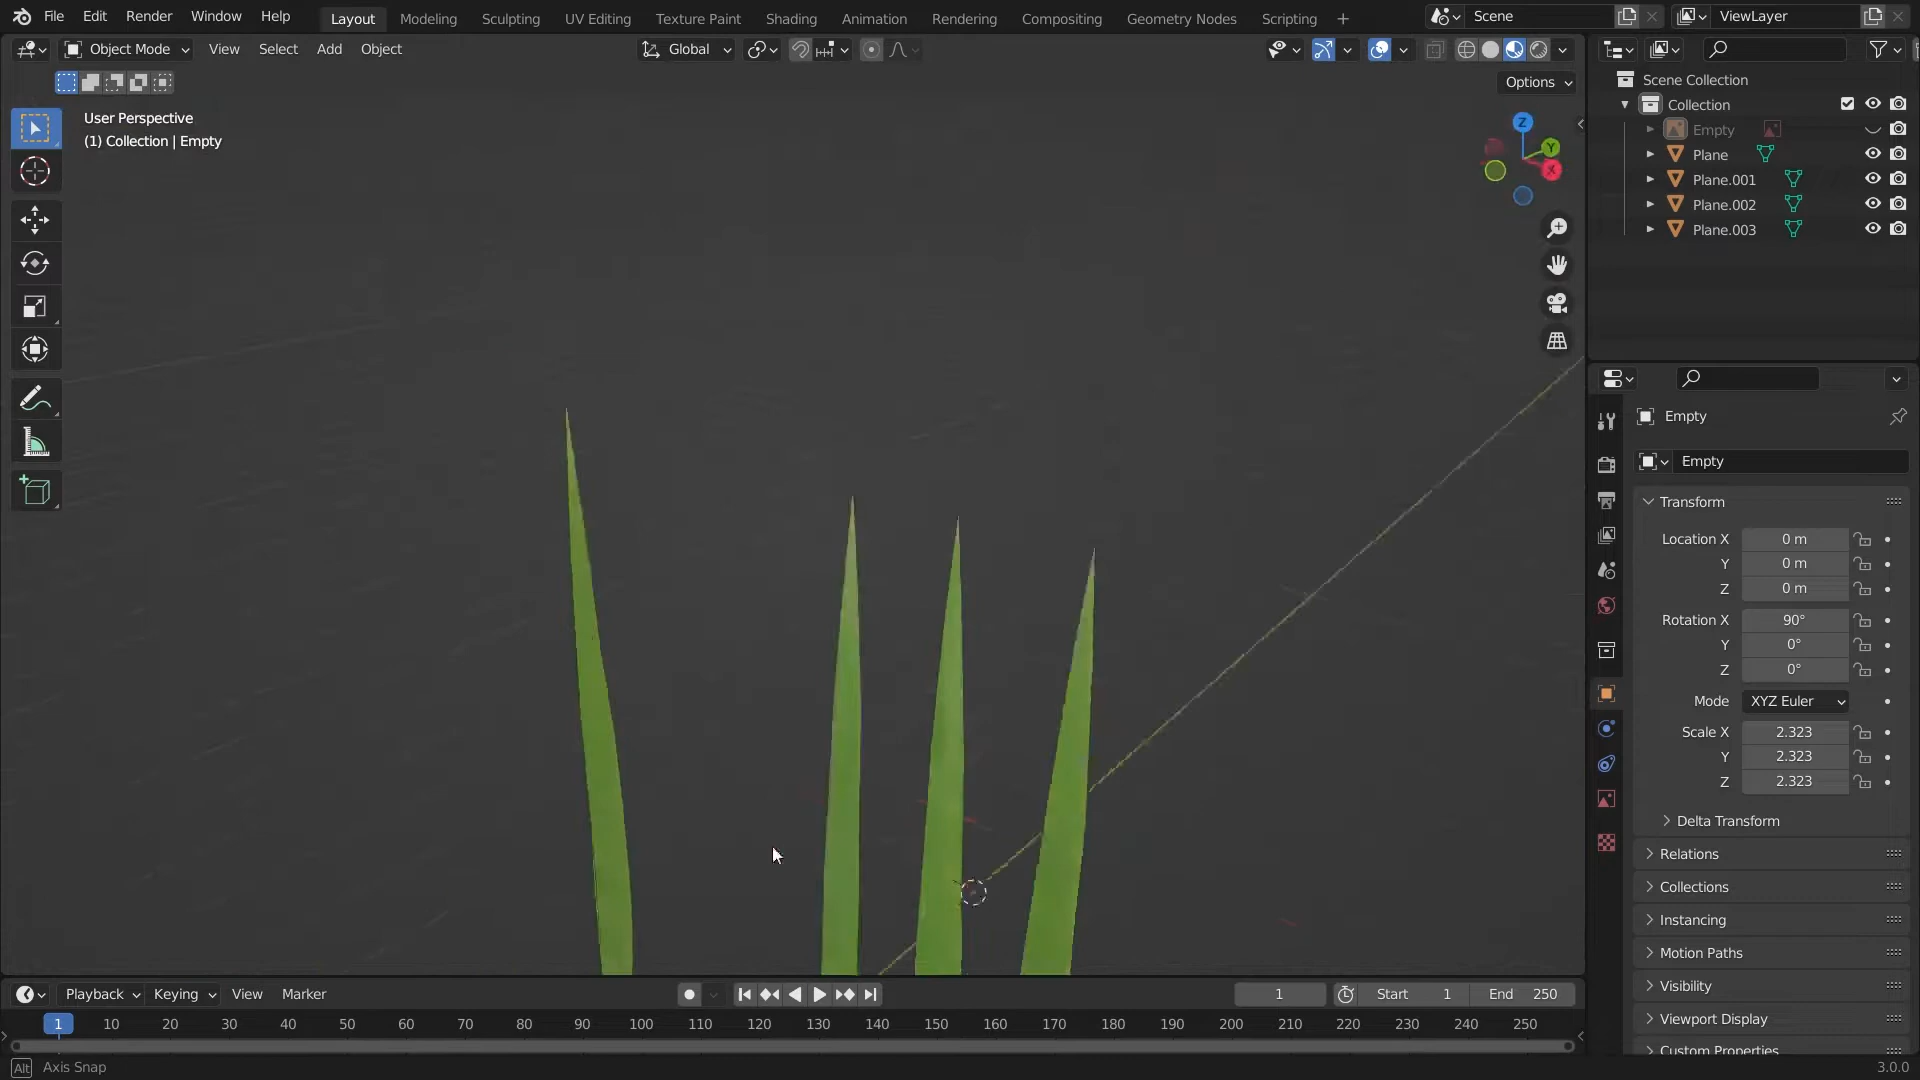 File Edit Render Window Help Layout Modeling Sculpting UV Editing Texture Paint Shading Animation Rendering Compositing Geometry Nodes Scripting + Scene ViewLayer
Object Mode View Select Add Object Global
Options
User Perspective
(1) Collection | Empty
Z
Y
X
Scene Collection
Collection
Empty
Plane
Plane.001
Plane.002
Plane.003
Empty
Empty
Transform
Location X 0 m
Y 0 m
Z 0 m
Rotation X 90°
Y 0°
Z 0°
Mode XYZ Euler
Scale X 2.323
Y 2.323
Z 2.323
Delta Transform
Relations
Collections
Instancing
Motion Paths
Visibility
Viewport Display
Custom Properties
Playback Keying View Marker 1 Start 1 End 250
1 10 20 30 40 50 60 70 80 90 100 110 120 130 140 150 160 170 180 190 200 210 220 230 240 250
Alt Axis Snap 3.0.0